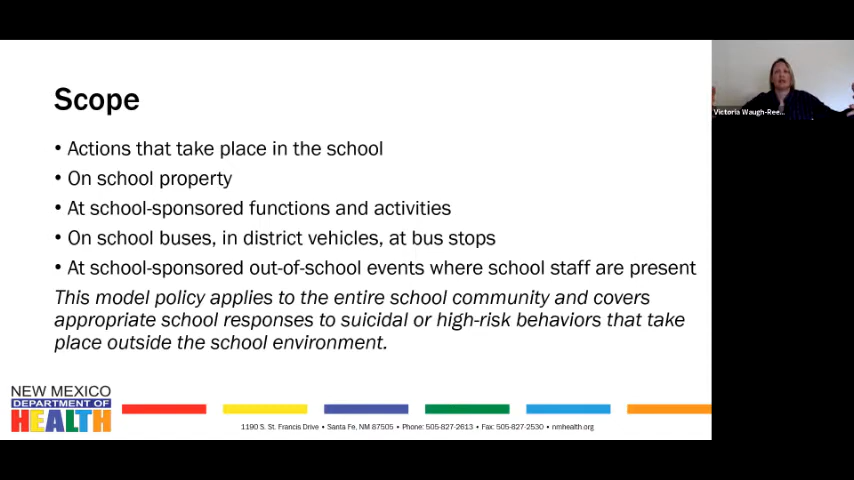 Scope
• Actions that take place in the school
• On school property
• At school-sponsored functions and activities
• On school buses, in district vehicles, at bus stops
• At school-sponsored out-of-school events where school staff are present
This model policy applies to the entire school community and covers
appropriate school responses to suicidal or high-risk behaviors that take
place outside the school environment.
Victoria Waugh-Ree...
NEW MEXICO
DEPARTMENT OF
HEALTH
1190 S. St. Francis Drive • Santa Fe, NM 87505 • Phone: 505-827-2613 • Fax: 505-827-2530 • nmhealth.org